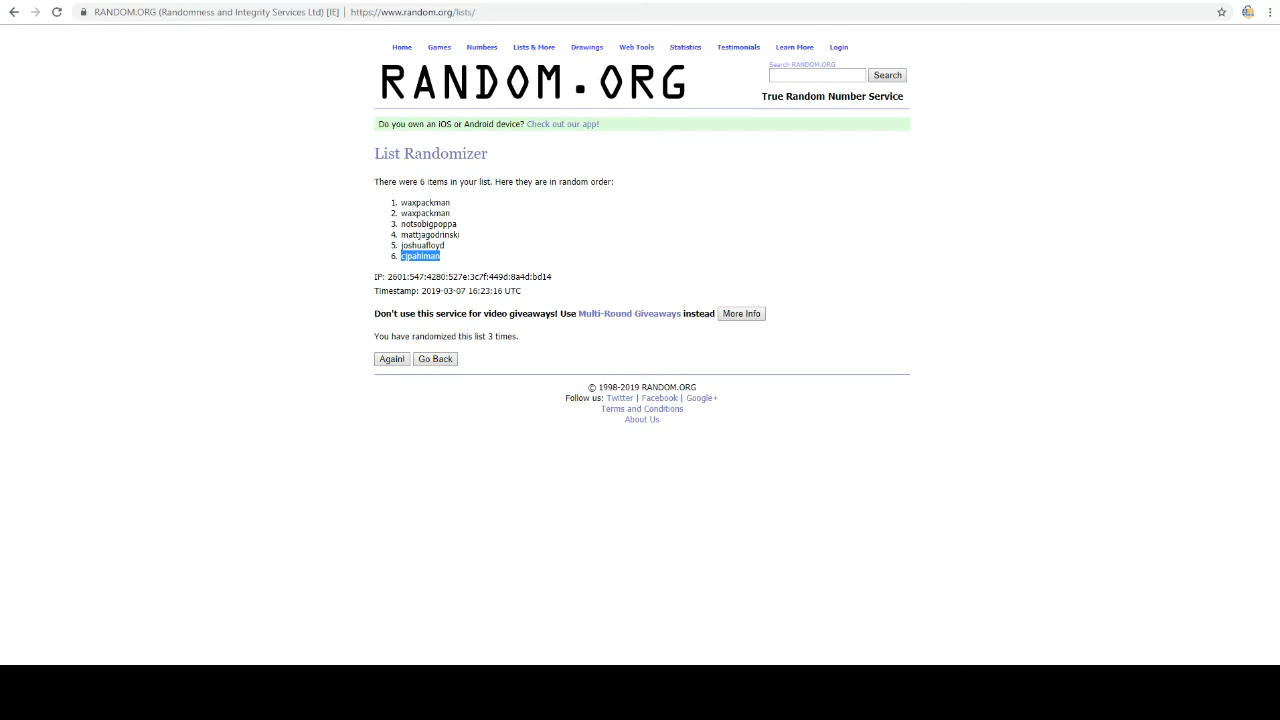 RANDOM.ORG (Randomness and Integrity Services Ltd) [IE] | https://www.random.org/lists/
Home Games Numbers Lists & More Drawings Web Tools Statistics Testimonials Learn More Login
Search RANDOM.ORG
RANDOM.ORG
Search
True Random Number Service
Do you own an iOS or Android device? Check out our app!
List Randomizer
There were 6 items in your list. Here they are in random order:
1. waxpackman
2. waxpackman
3. notsobigpoppa
4. mattjagodrinski
5. joshuafloyd
6. cjpahlman
IP: 2601:547:4280:527e:3c7f:449d:8a4d:bd14
Timestamp: 2019-03-07 16:23:16 UTC
Don't use this service for video giveaways! Use Multi-Round Giveaways instead More Info
You have randomized this list 3 times.
Again! Go Back
© 1998-2019 RANDOM.ORG
Follow us: Twitter | Facebook | Google+
Terms and Conditions
About Us